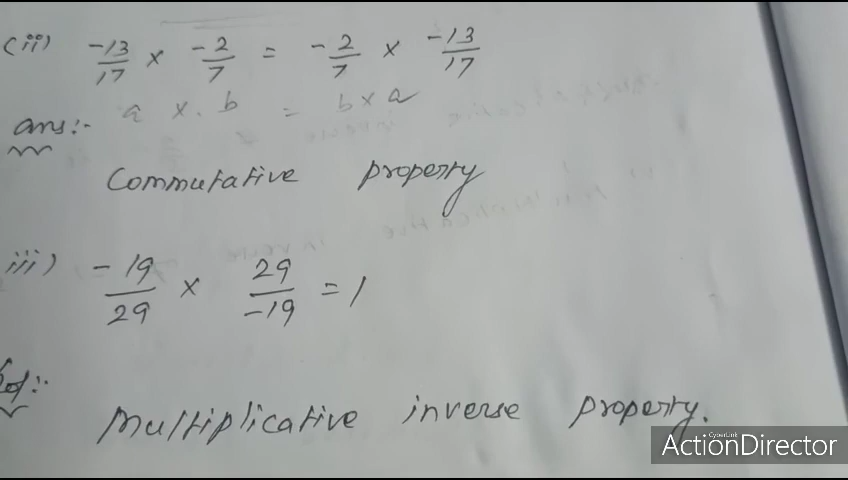 (ii) -13/17 × -2/7 = -2/7 × -13/17
a × . b = b × a
ans:-
Commutative property
iii) -19/29 × 29/-19 = 1
Sol:-
Multiplicative inverse property.
CyberLink
ActionDirector